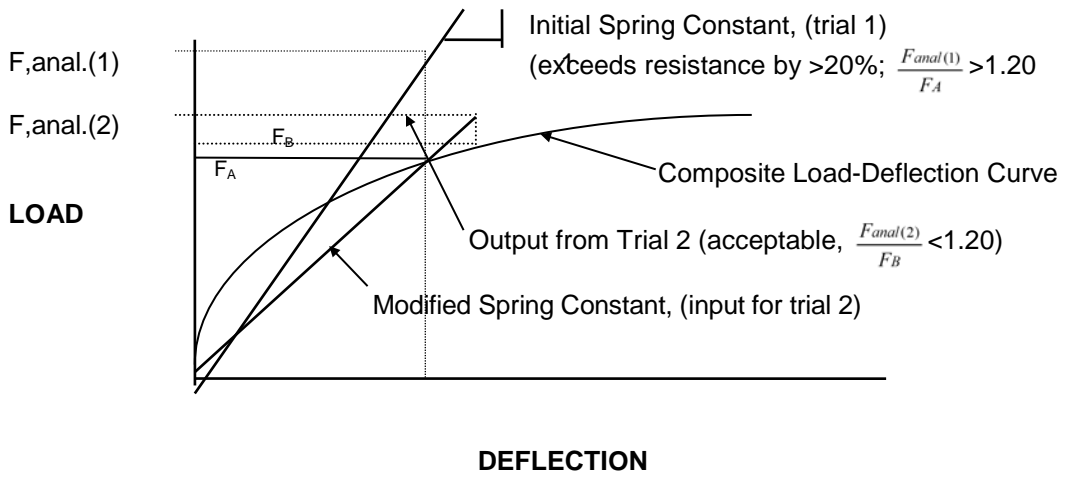 Initial Spring Constant, (trial 1)
F,anal.(1)
(exceeds resistance by >20%; Fanal(1)/FA >1.20
F,anal.(2)
FB
FA
Composite Load-Deflection Curve
LOAD
Output from Trial 2 (acceptable, Fanal(2)/FB <1.20)
Modified Spring Constant, (input for trial 2)
DEFLECTION